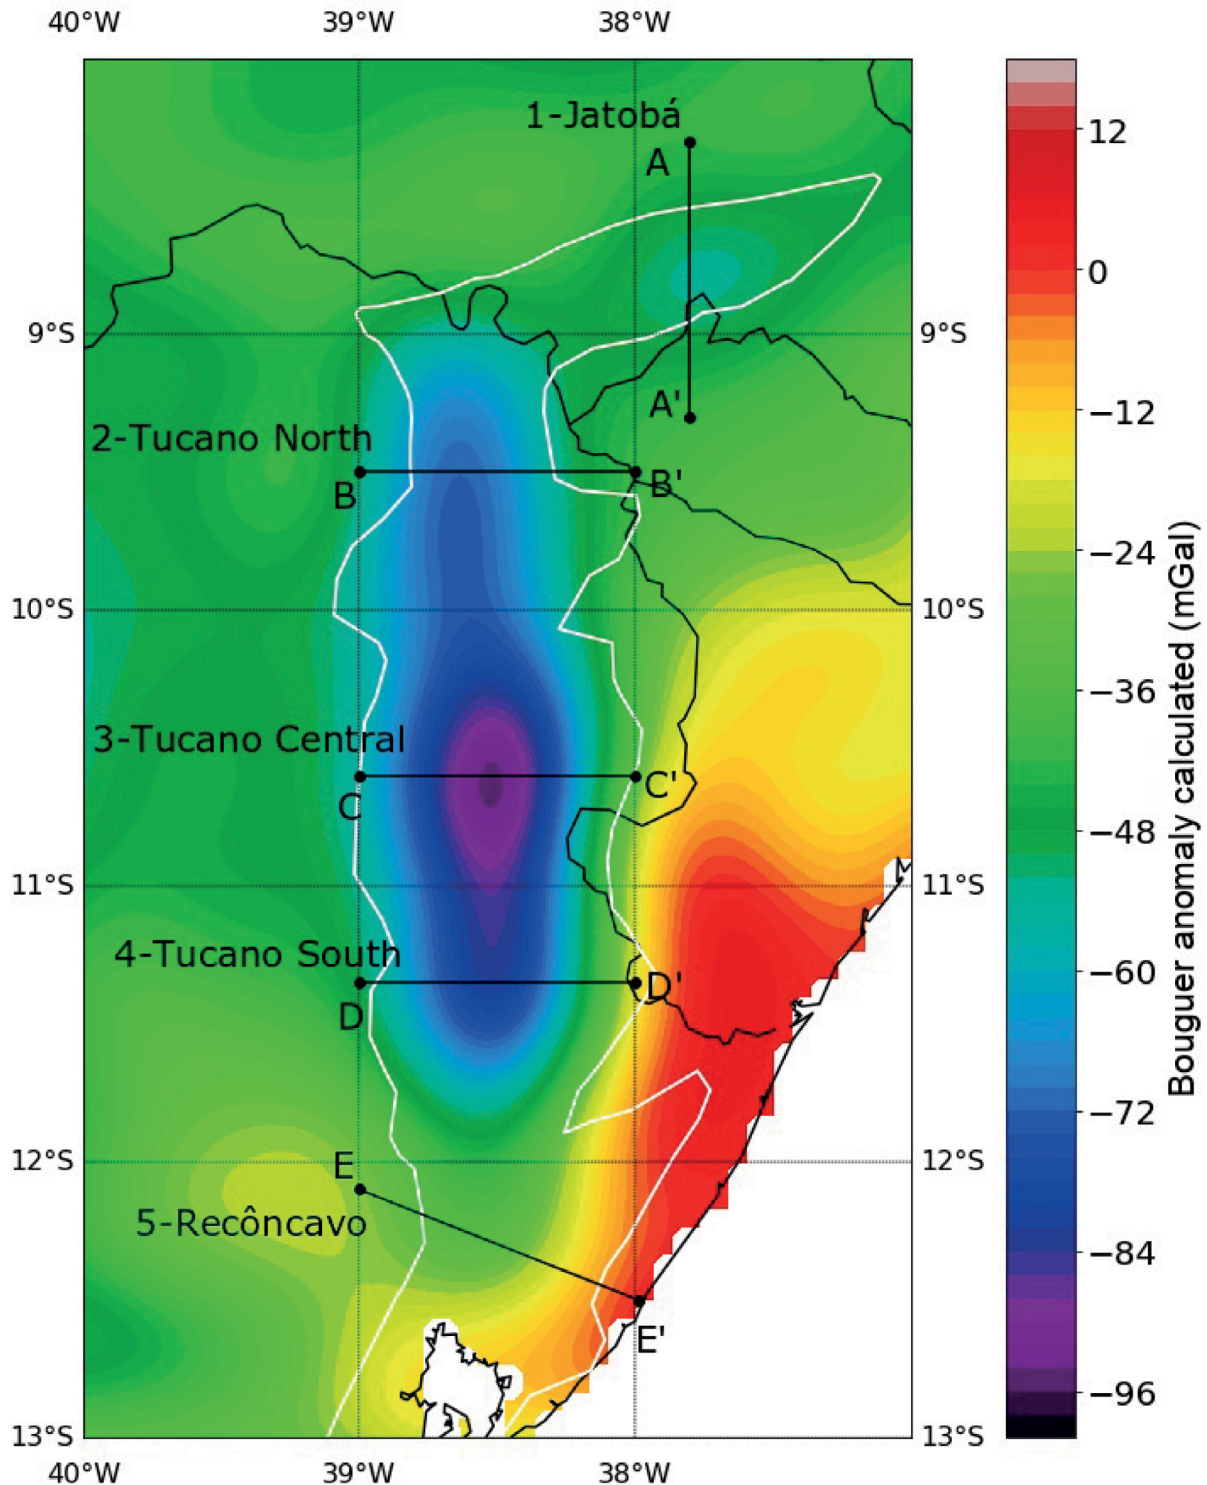 40°W 39°W 38°W
1-Jatobá
A
12
0
9°S 9°S
A'
−12
2-Tucano North
B B'
−24
10°S 10°S
−36
3-Tucano Central
C C'
−48
11°S 11°S
4-Tucano South
−60
D D'
−72
12°S 12°S
E
5-Recôncavo
−84
E'
−96
13°S 13°S
40°W 39°W 38°W
Bouguer anomaly calculated (mGal)